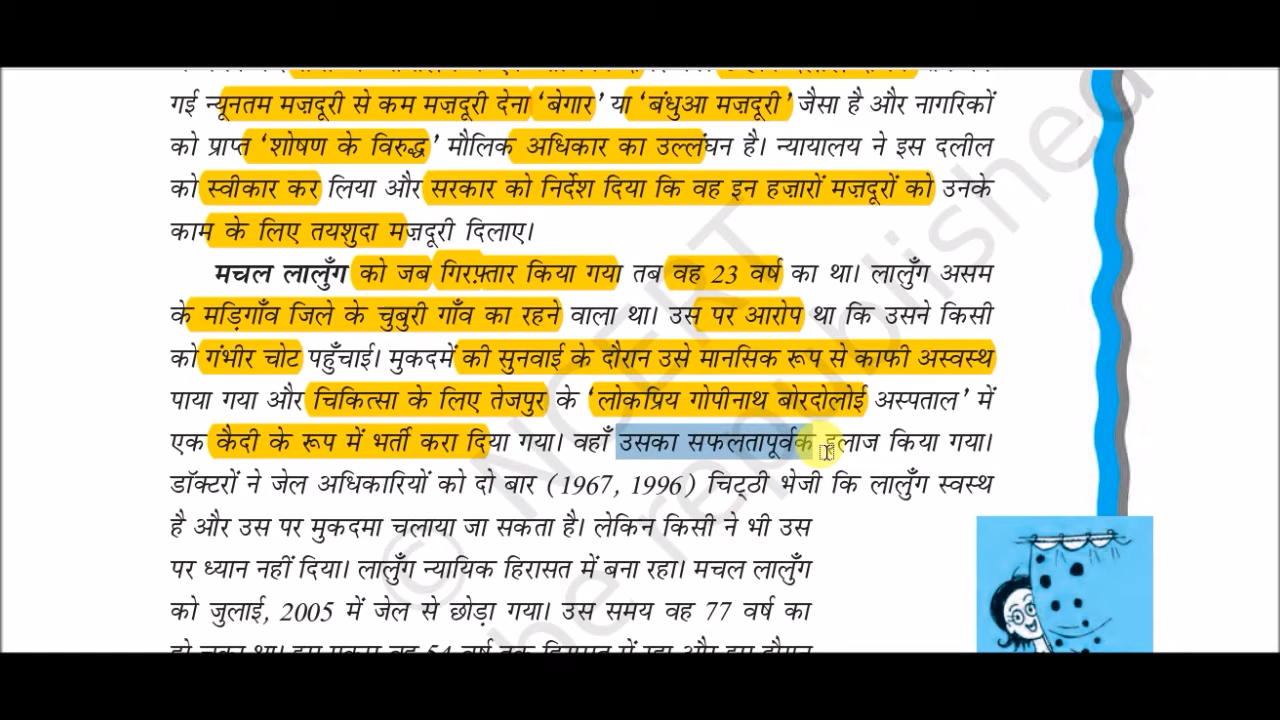 गई न्यूनतम मज़दूरी से कम मज़दूरी देना ‘बेगार’ या ‘बंधुआ मज़दूरी’ जैसा है और नागरिकों
को प्राप्त ‘शोषण के विरुद्ध’ मौलिक अधिकार का उल्लंघन है। न्यायालय ने इस दलील
को स्वीकार कर लिया और सरकार को निर्देश दिया कि वह इन हज़ारों मज़दूरों को उनके
काम के लिए तयशुदा मज़दूरी दिलाए।
मचल लालुँग को जब गिरफ़्तार किया गया तब वह 23 वर्ष का था। लालुँग असम
के मड़िगाँव जिले के चुबुरी गाँव का रहने वाला था। उस पर आरोप था कि उसने किसी
को गंभीर चोट पहुँचाई। मुकदमें की सुनवाई के दौरान उसे मानसिक रूप से काफी अस्वस्थ
पाया गया और चिकित्सा के लिए तेजपुर के ‘लोकप्रिय गोपीनाथ बोरदोलोई अस्पताल’ में
एक कैदी के रूप में भर्ती करा दिया गया। वहाँ उसका सफलतापूर्वक इलाज किया गया।
डॉक्टरों ने जेल अधिकारियों को दो बार (1967, 1996) चिट्ठी भेजी कि लालुँग स्वस्थ
है और उस पर मुकदमा चलाया जा सकता है। लेकिन किसी ने भी उस
पर ध्यान नहीं दिया। लालुँग न्यायिक हिरासत में बना रहा। मचल लालुँग
को जुलाई, 2005 में जेल से छोड़ा गया। उस समय वह 77 वर्ष का
© NCERT
be republished